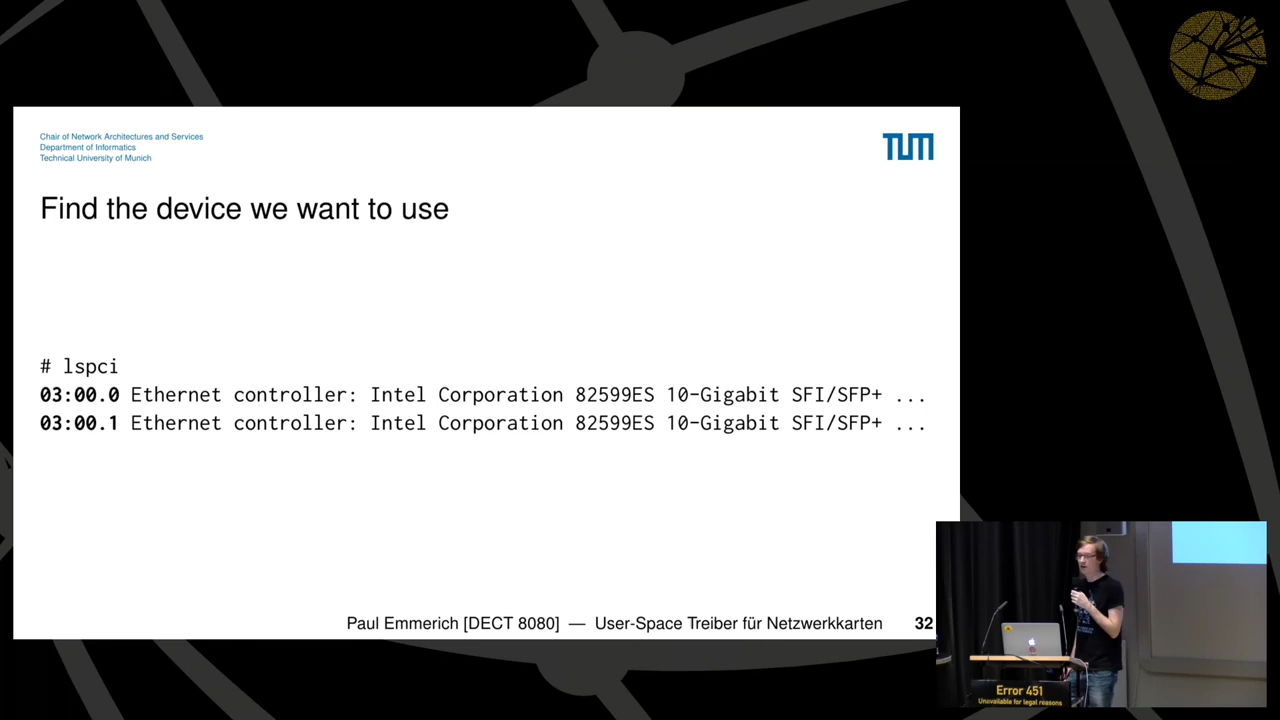 Chair of Network Architectures and Services
Department of Informatics
Technical University of Munich
TUM
Find the device we want to use
# lspci
03:00.0 Ethernet controller: Intel Corporation 82599ES 10-Gigabit SFI/SFP+ ...
03:00.1 Ethernet controller: Intel Corporation 82599ES 10-Gigabit SFI/SFP+ ...
Paul Emmerich [DECT 8080] — User-Space Treiber für Netzwerkkarten 32
Error 451
Unavailable for legal reasons